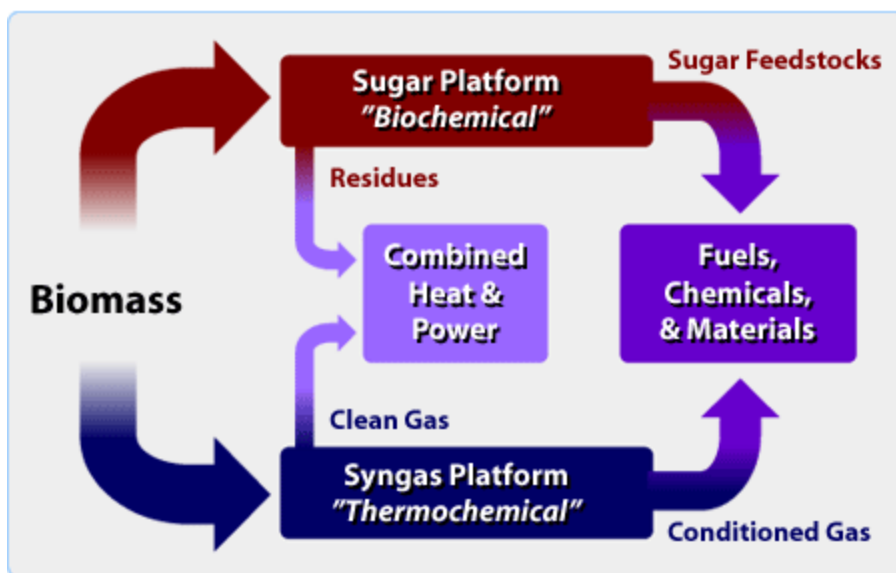 Sugar Feedstocks
Sugar Platform
”Biochemical”
Residues
Combined
Heat &
Power
Fuels,
Chemicals,
& Materials
Biomass
Clean Gas
Syngas Platform
”Thermochemical”
Conditioned Gas